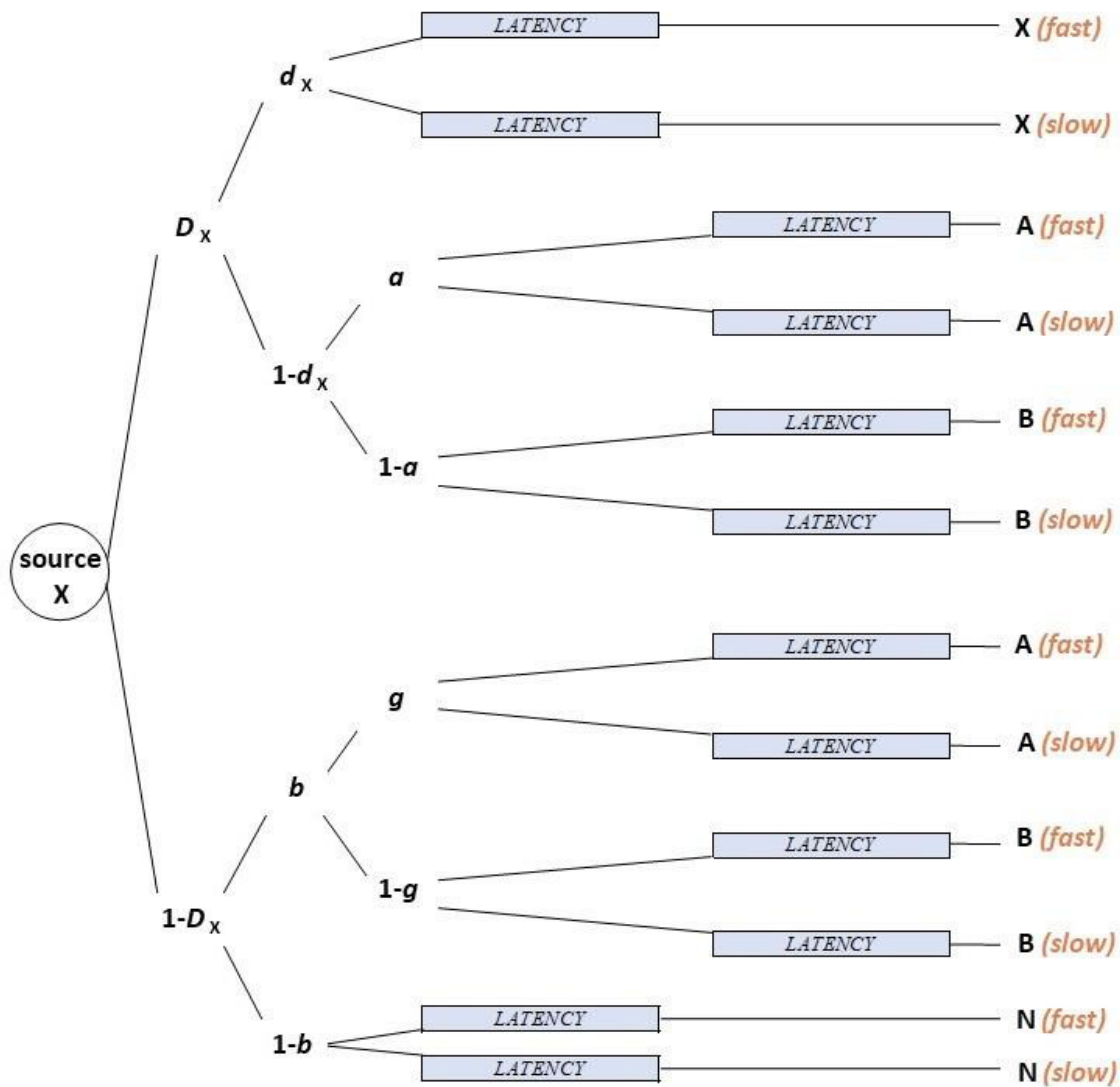 LATENCY
X (fast)
d X
LATENCY
X (slow)
D X
LATENCY
A (fast)
a
LATENCY
A (slow)
1-d X
LATENCY
B (fast)
1-a
LATENCY
B (slow)
source
X
LATENCY
A (fast)
g
LATENCY
A (slow)
b
LATENCY
B (fast)
1-g
1-D X
LATENCY
B (slow)
LATENCY
N (fast)
1-b
LATENCY
N (slow)